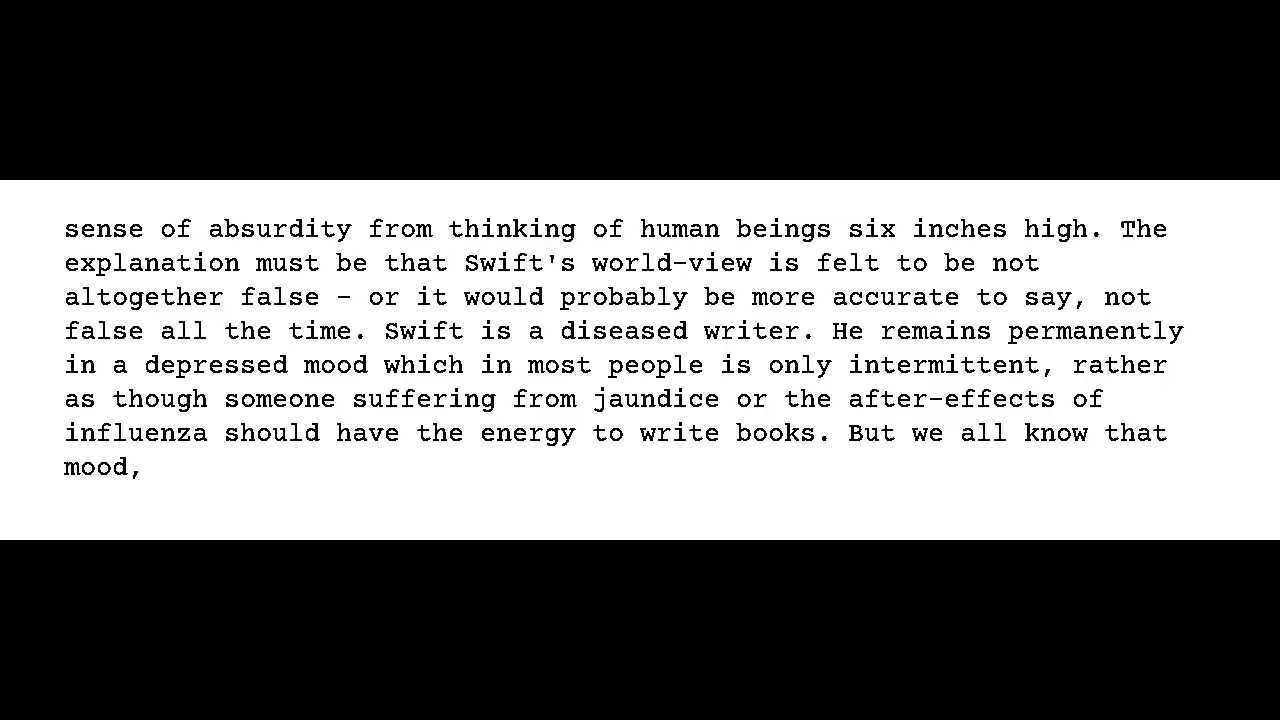 sense of absurdity from thinking of human beings six inches high. The
explanation must be that Swift's world-view is felt to be not
altogether false - or it would probably be more accurate to say, not
false all the time. Swift is a diseased writer. He remains permanently
in a depressed mood which in most people is only intermittent, rather
as though someone suffering from jaundice or the after-effects of
influenza should have the energy to write books. But we all know that
mood,